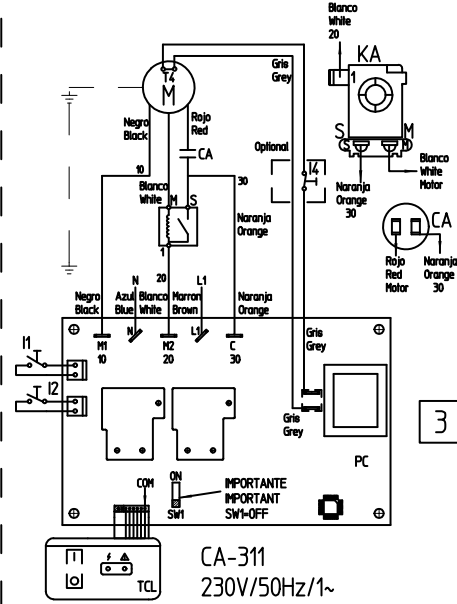 Blanco
White
20
KA
1
S
M
S
M
Blanco
White
Motor
Naranja
Orange
30
CA
Rojo
Red
Motor
Naranja
Orange
30
T4
M
Gris
Grey
Negro
Black
Rojo
Red
CA
Optional
I4
10
30
Blanco
White
M
S
Naranja
Orange
1
20
Negro
Black
Azul
Blue
N
Blanco
White
Marron
Brown
L1
Naranja
Orange
N
L1
M1
10
M2
20
C
30
Gris
Grey
I1
I2
Gris
Grey
PC
3
COM
ON
SW1
IMPORTANTE
IMPORTANT
SW1=OFF
TCL
CA-311
230V/50Hz/1~